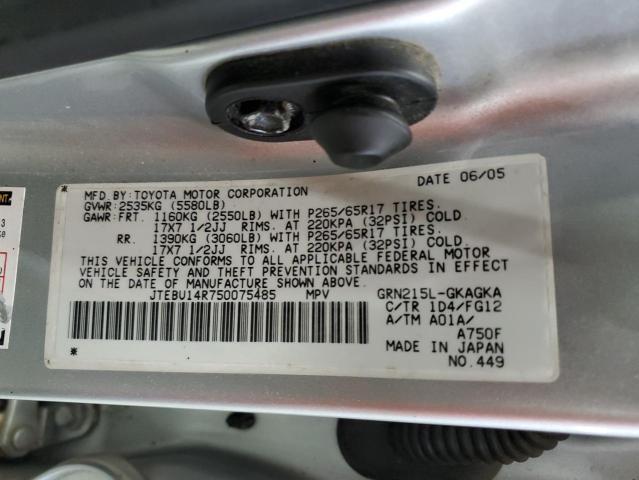 MFD. BY: TOYOTA MOTOR CORPORATION DATE 06/05
GVWR: 2535KG (5580LB)
GAWR: FRT. 1160KG (2550LB) WITH P265/65R17 TIRES.
17X7 1/2JJ RIMS. AT 220KPA (32PSI) COLD.
RR. 1390KG (3060LB) WITH P265/65R17 TIRES.
17X7 1/2JJ RIMS. AT 220KPA (32PSI) COLD.
THIS VEHICLE CONFORMS TO ALL APPLICABLE FEDERAL MOTOR
VEHICLE SAFETY AND THEFT PREVENTION STANDARDS IN EFFECT
ON THE DATE OF MANUFACTURE SHOWN ABOVE.
JTEBU14R750075485 MPV GRN215L-GKAGKA
C/TR 1D4/FG12
A/TM A01A/
A750F
MADE IN JAPAN
NO. 449